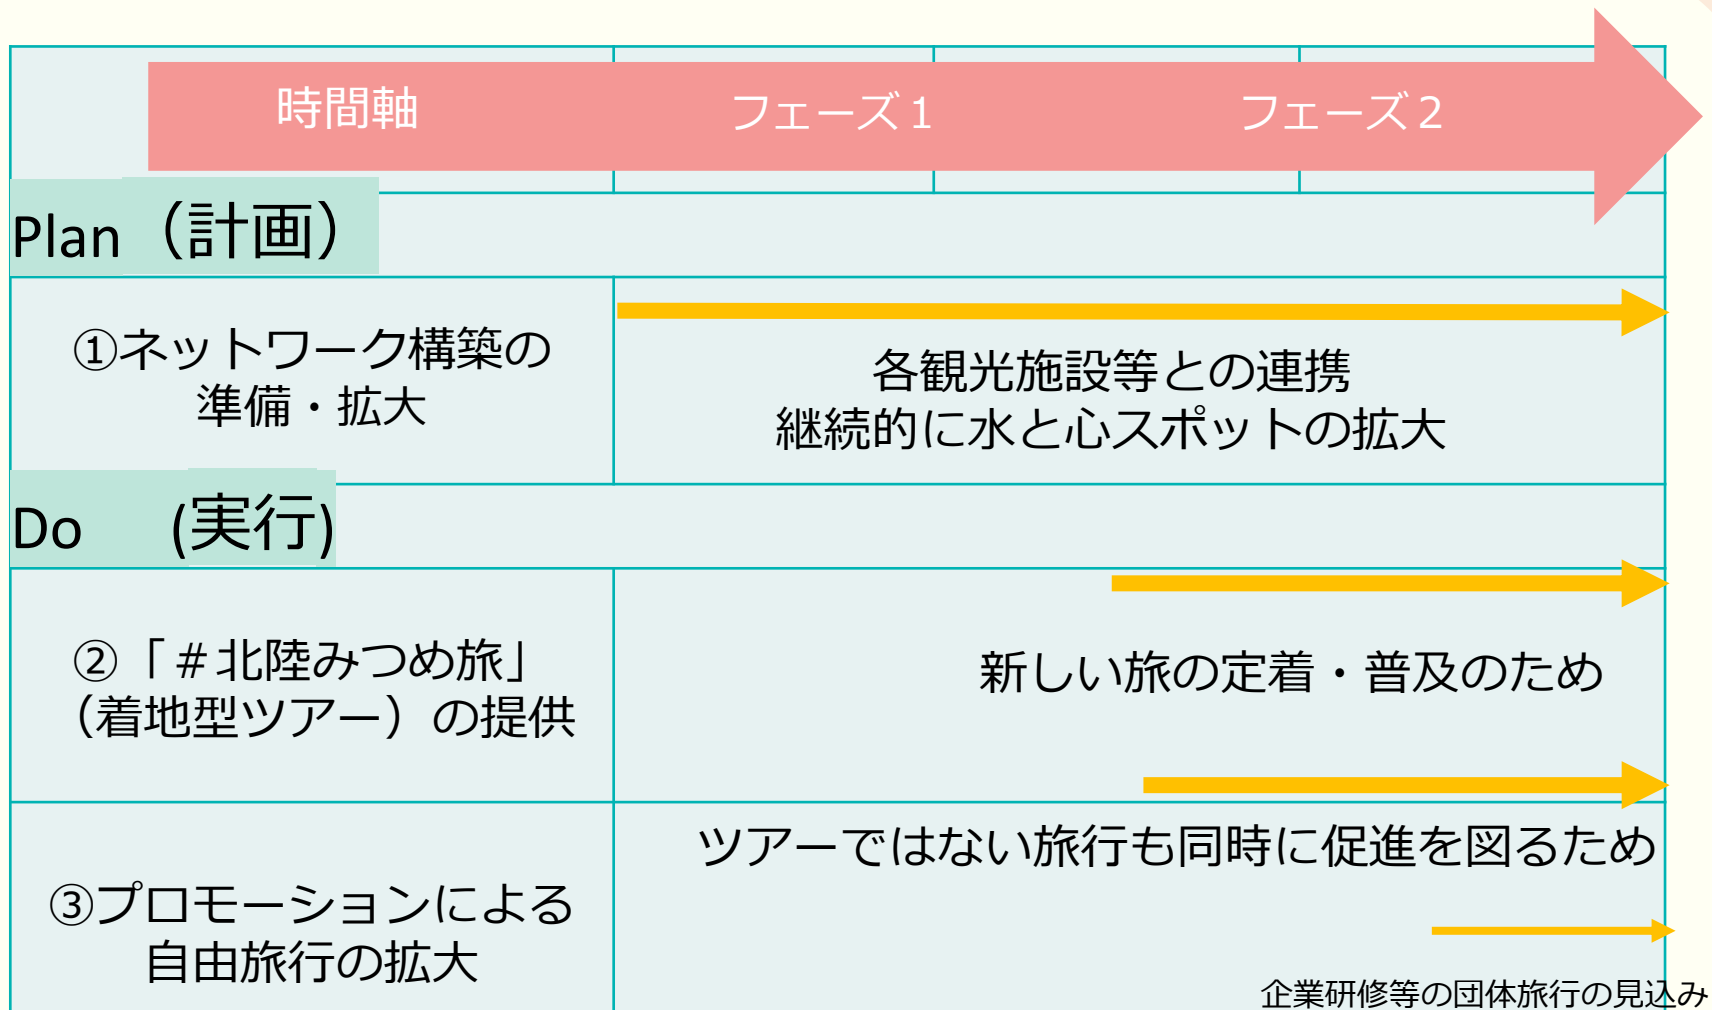 時間軸
フェーズ１
フェーズ２
Plan（計画）
①ネットワーク構築の
準備・拡大
各観光施設等との連携
継続的に水と心スポットの拡大
Do (実行)
②「＃北陸みつめ旅」
（着地型ツアー）の提供
新しい旅の定着・普及のため
③プロモーションによる
自由旅行の拡大
ツアーではない旅行も同時に促進を図るため
企業研修等の団体旅行の見込み